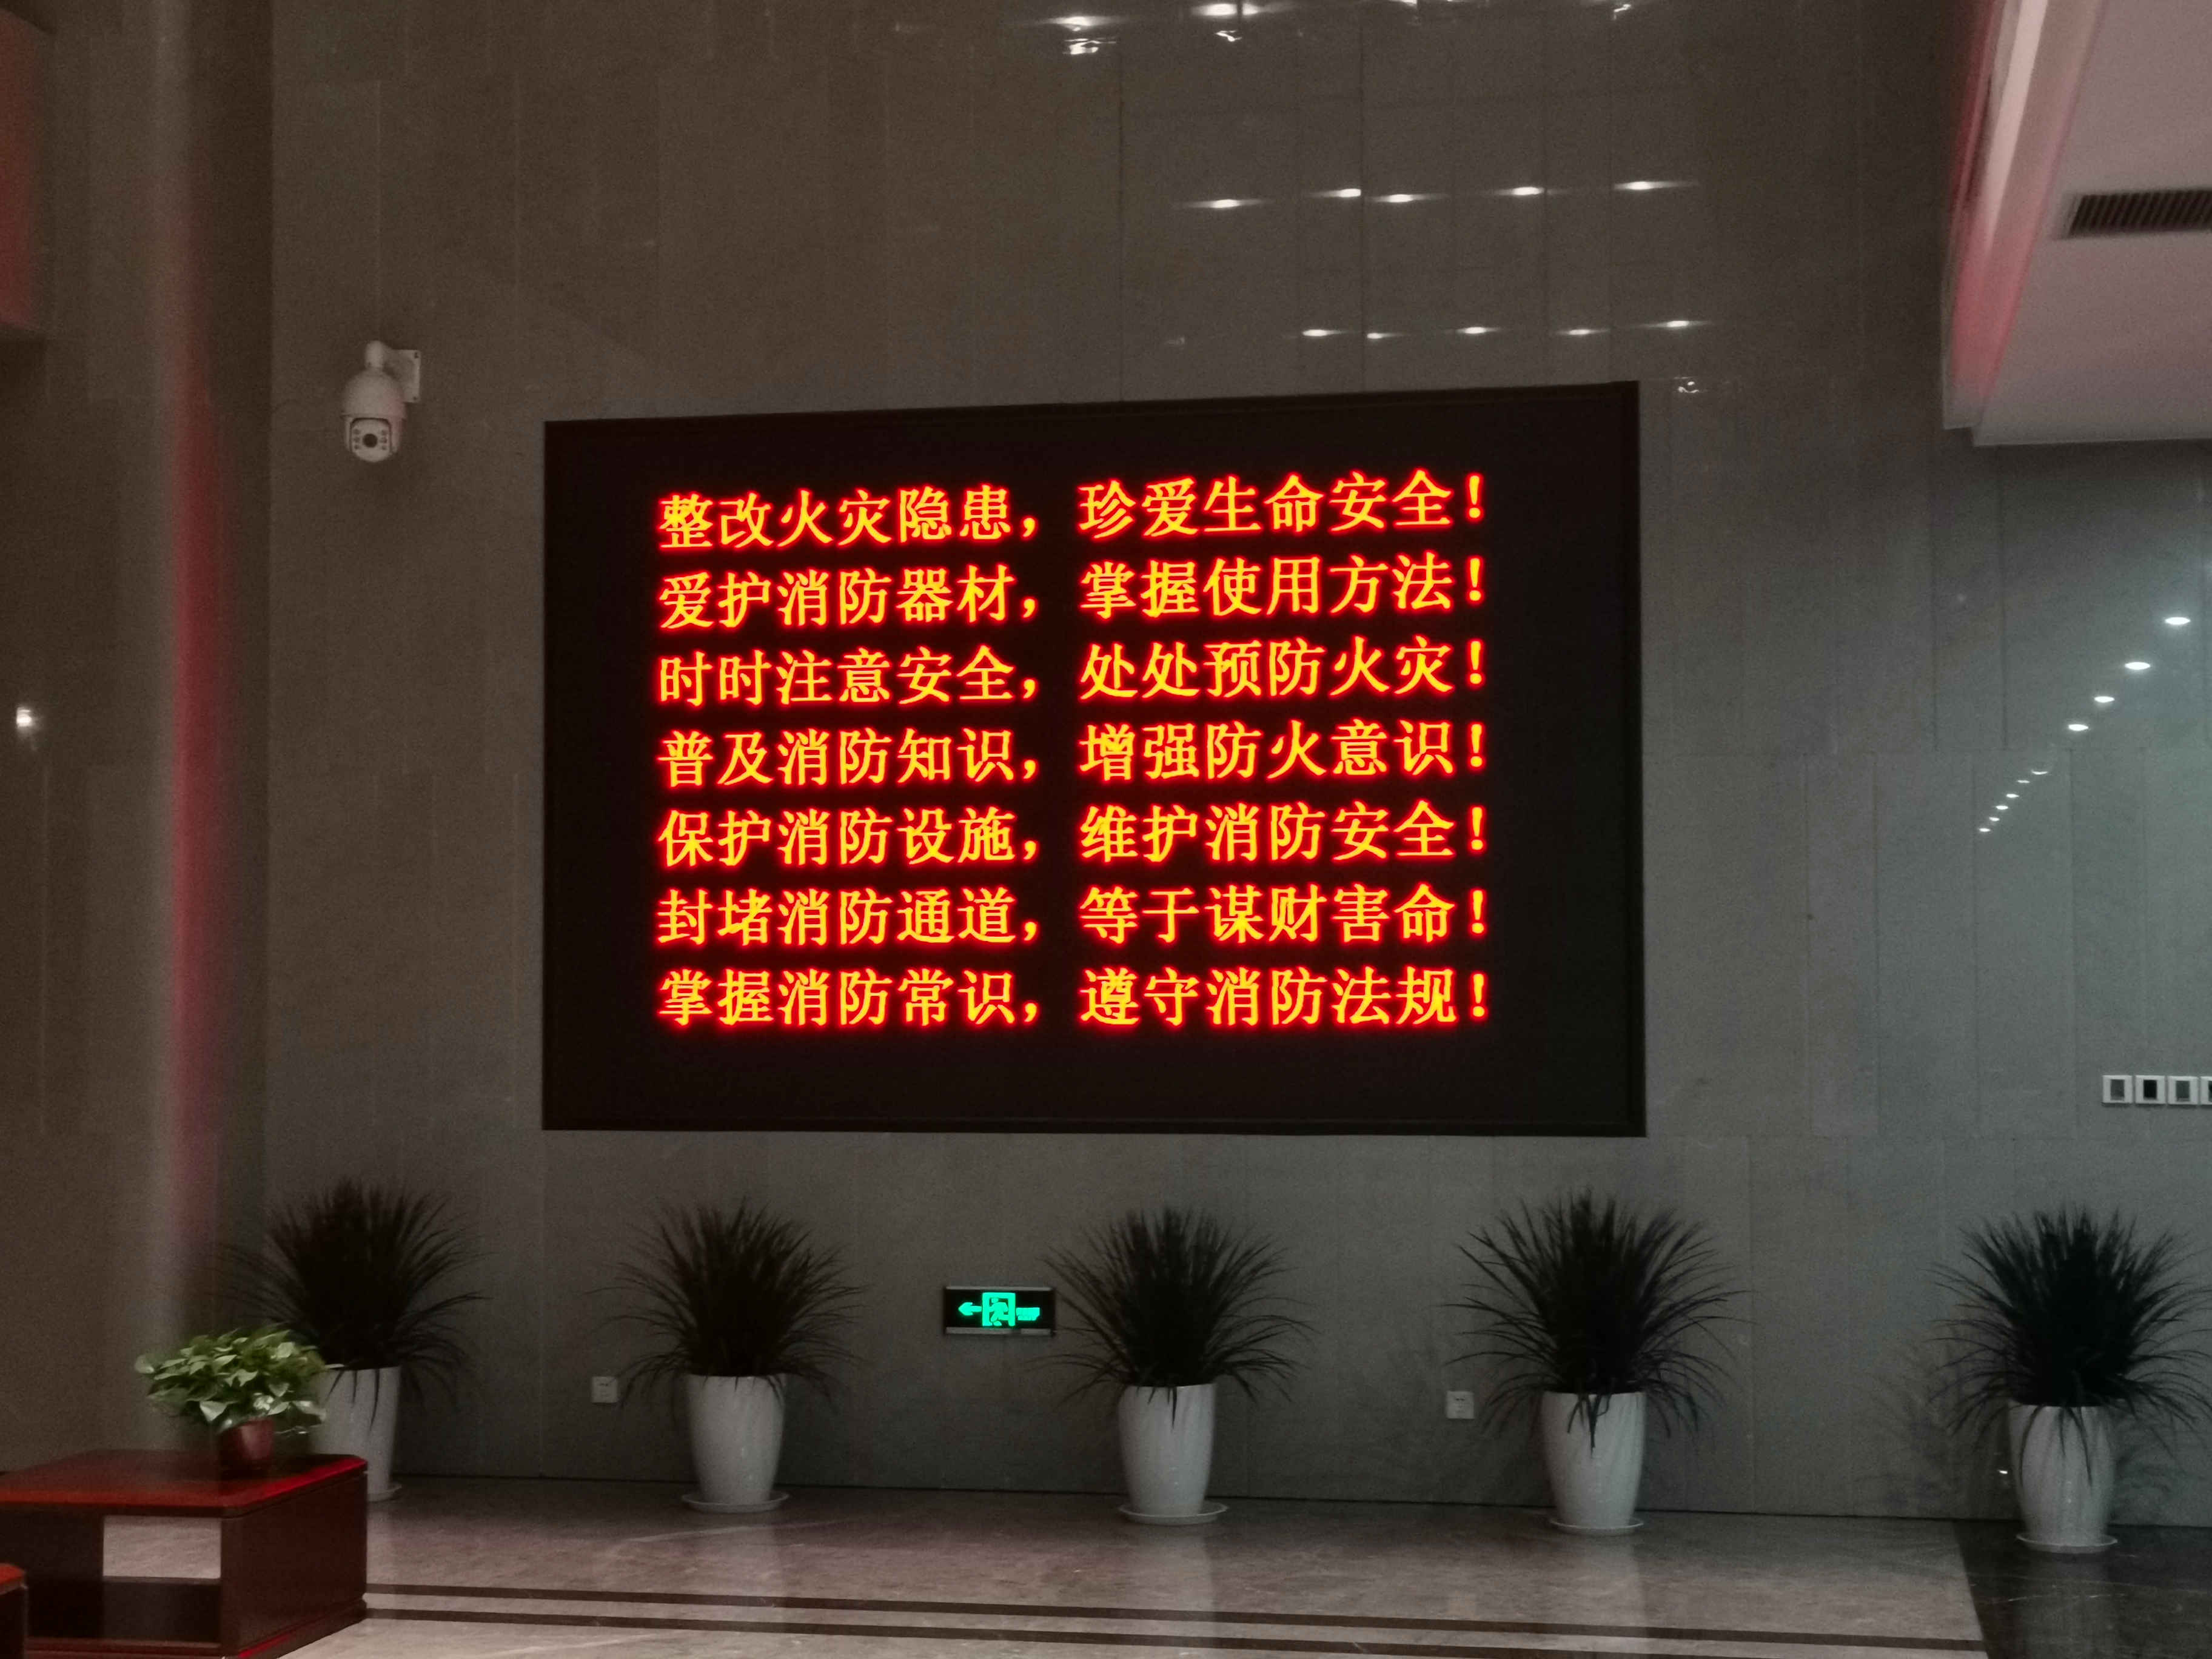 整改火灾隐患，珍爱生命安全！
爱护消防器材，掌握使用方法！
时时注意安全，处处预防火灾！
普及消防知识，增强防火意识！
保护消防设施，维护消防安全！
封堵消防通道，等于谋财害命！
掌握消防常识，遵守消防法规！